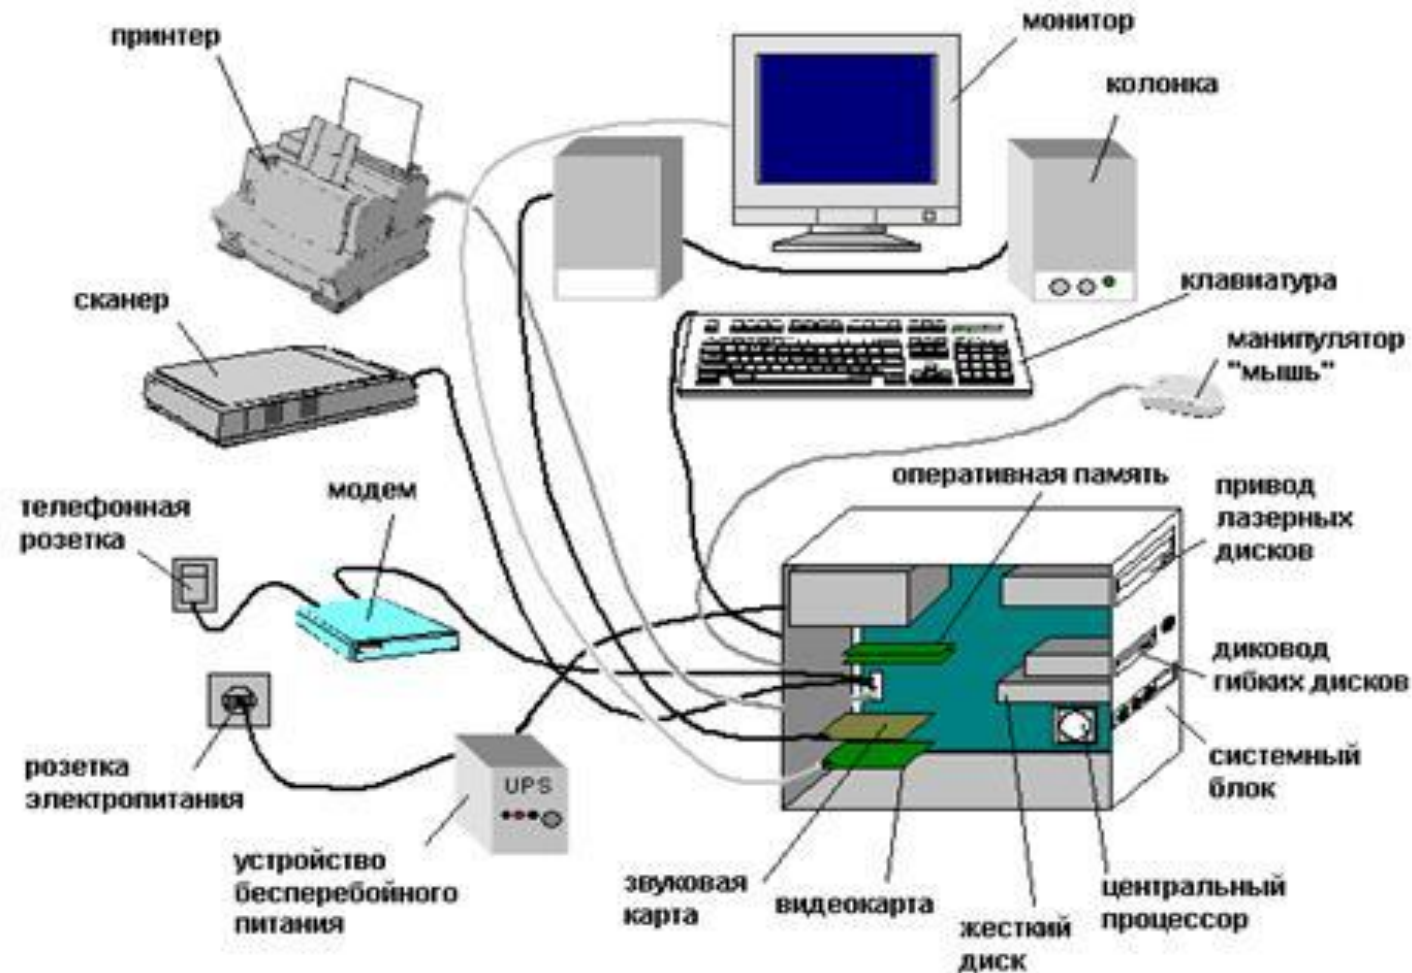 принтер
монитор
колонка
сканер
клавиатура
манипулятор
"мышь"
оперативная память
привод
лазерных
дисков
модем
телефонная
розетка
диковод
гибких дисков
системный
блок
розетка
электропитания
UPS
устройство
бесперебойного
питания
звуковая
карта
видеокарта
жесткий
диск
центральный
процессор